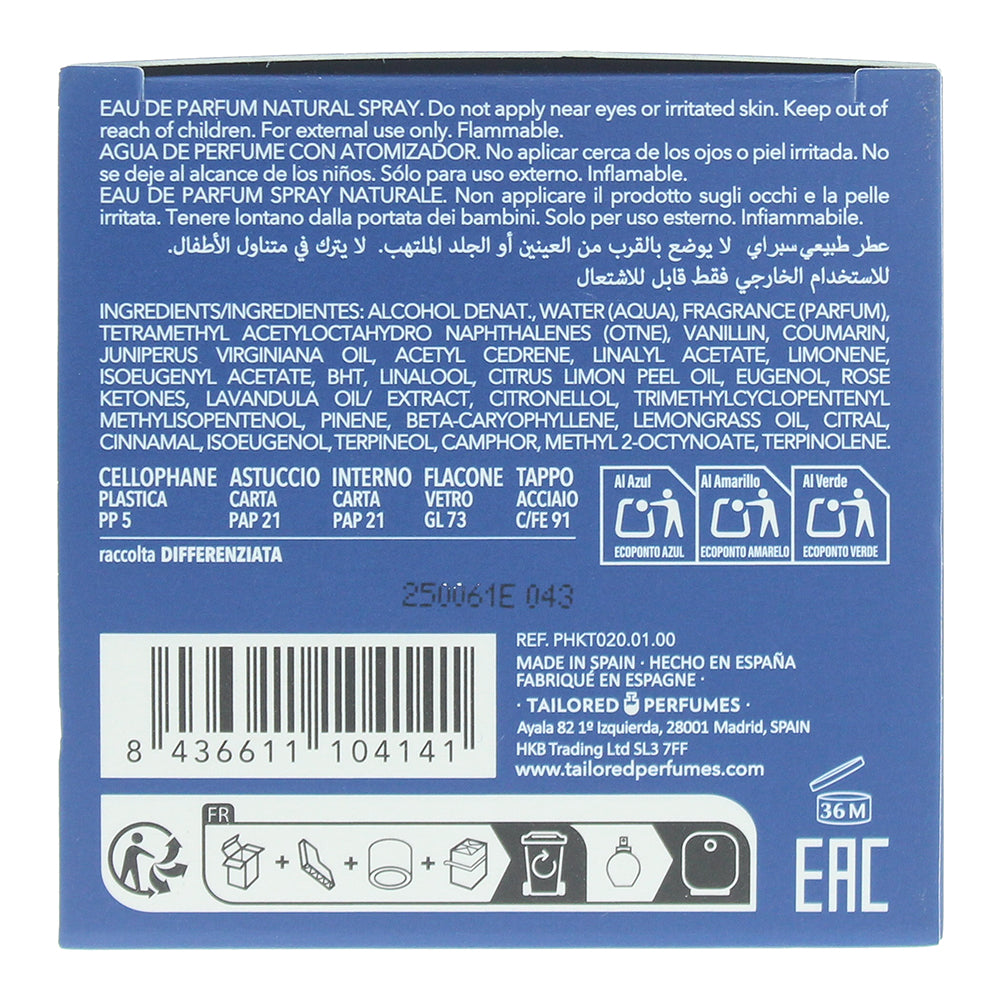 EAU DE PARFUM NATURAL SPRAY. Do not apply near eyes or irritated skin. Keep out of
reach of children. For external use only. Flammable.
AGUA DE PERFUME CON ATOMIZADOR. No aplicar cerca de los ojos o piel irritada. No
se deje al alcance de los niños. Sólo para uso externo. Inflamable.
EAU DE PARFUM SPRAY NATURALE. Non applicare il prodotto sugli occhi e la pelle
irritata. Tenere lontano dalla portata dei bambini. Solo per uso esterno. Infiammabile.
عطر طبيعي سبراي  لا يوضع بالقرب من العينين أو الجلد الملتهب.  لا يترك في متناول الأطفال.
للاستخدام الخارجي فقط قابل للاشتعال
INGREDIENTS/INGREDIENTES: ALCOHOL DENAT., WATER (AQUA), FRAGRANCE (PARFUM),
TETRAMETHYL ACETYLOCTAHYDRO NAPHTHALENES (OTNE), VANILLIN, COUMARIN,
JUNIPERUS VIRGINIANA OIL, ACETYL CEDRENE, LINALYL ACETATE, LIMONENE,
ISOEUGENYL ACETATE, BHT, LINALOOL, CITRUS LIMON PEEL OIL, EUGENOL, ROSE
KETONES, LAVANDULA OIL/ EXTRACT, CITRONELLOL, TRIMETHYLCYCLOPENTENYL
METHYLISOPENTENOL, PINENE, BETA-CARYOPHYLLENE, LEMONGRASS OIL, CITRAL,
CINNAMAL, ISOEUGENOL, TERPINEOL, CAMPHOR, METHYL 2-OCTYNOATE, TERPINOLENE.
CELLOPHANE ASTUCCIO INTERNO FLACONE TAPPO
PLASTICA CARTA CARTA VETRO ACCIAIO
PP 5 PAP 21 PAP 21 GL 73 C/FE 91
raccolta DIFFERENZIATA
Al Azul Al Amarillo Al Verde
ECOPONTO AZUL ECOPONTO AMARELO ECOPONTO VERDE
250061E 043
8 436611 104141
REF. PHKT020.01.00
MADE IN SPAIN · HECHO EN ESPAÑA
FABRIQUÉ EN ESPAGNE ·
· TAILORED PERFUMES ·
Ayala 82 1º Izquierda, 28001 Madrid, SPAIN
HKB Trading Ltd SL3 7FF
www.tailoredperfumes.com
FR
36 M
EAC